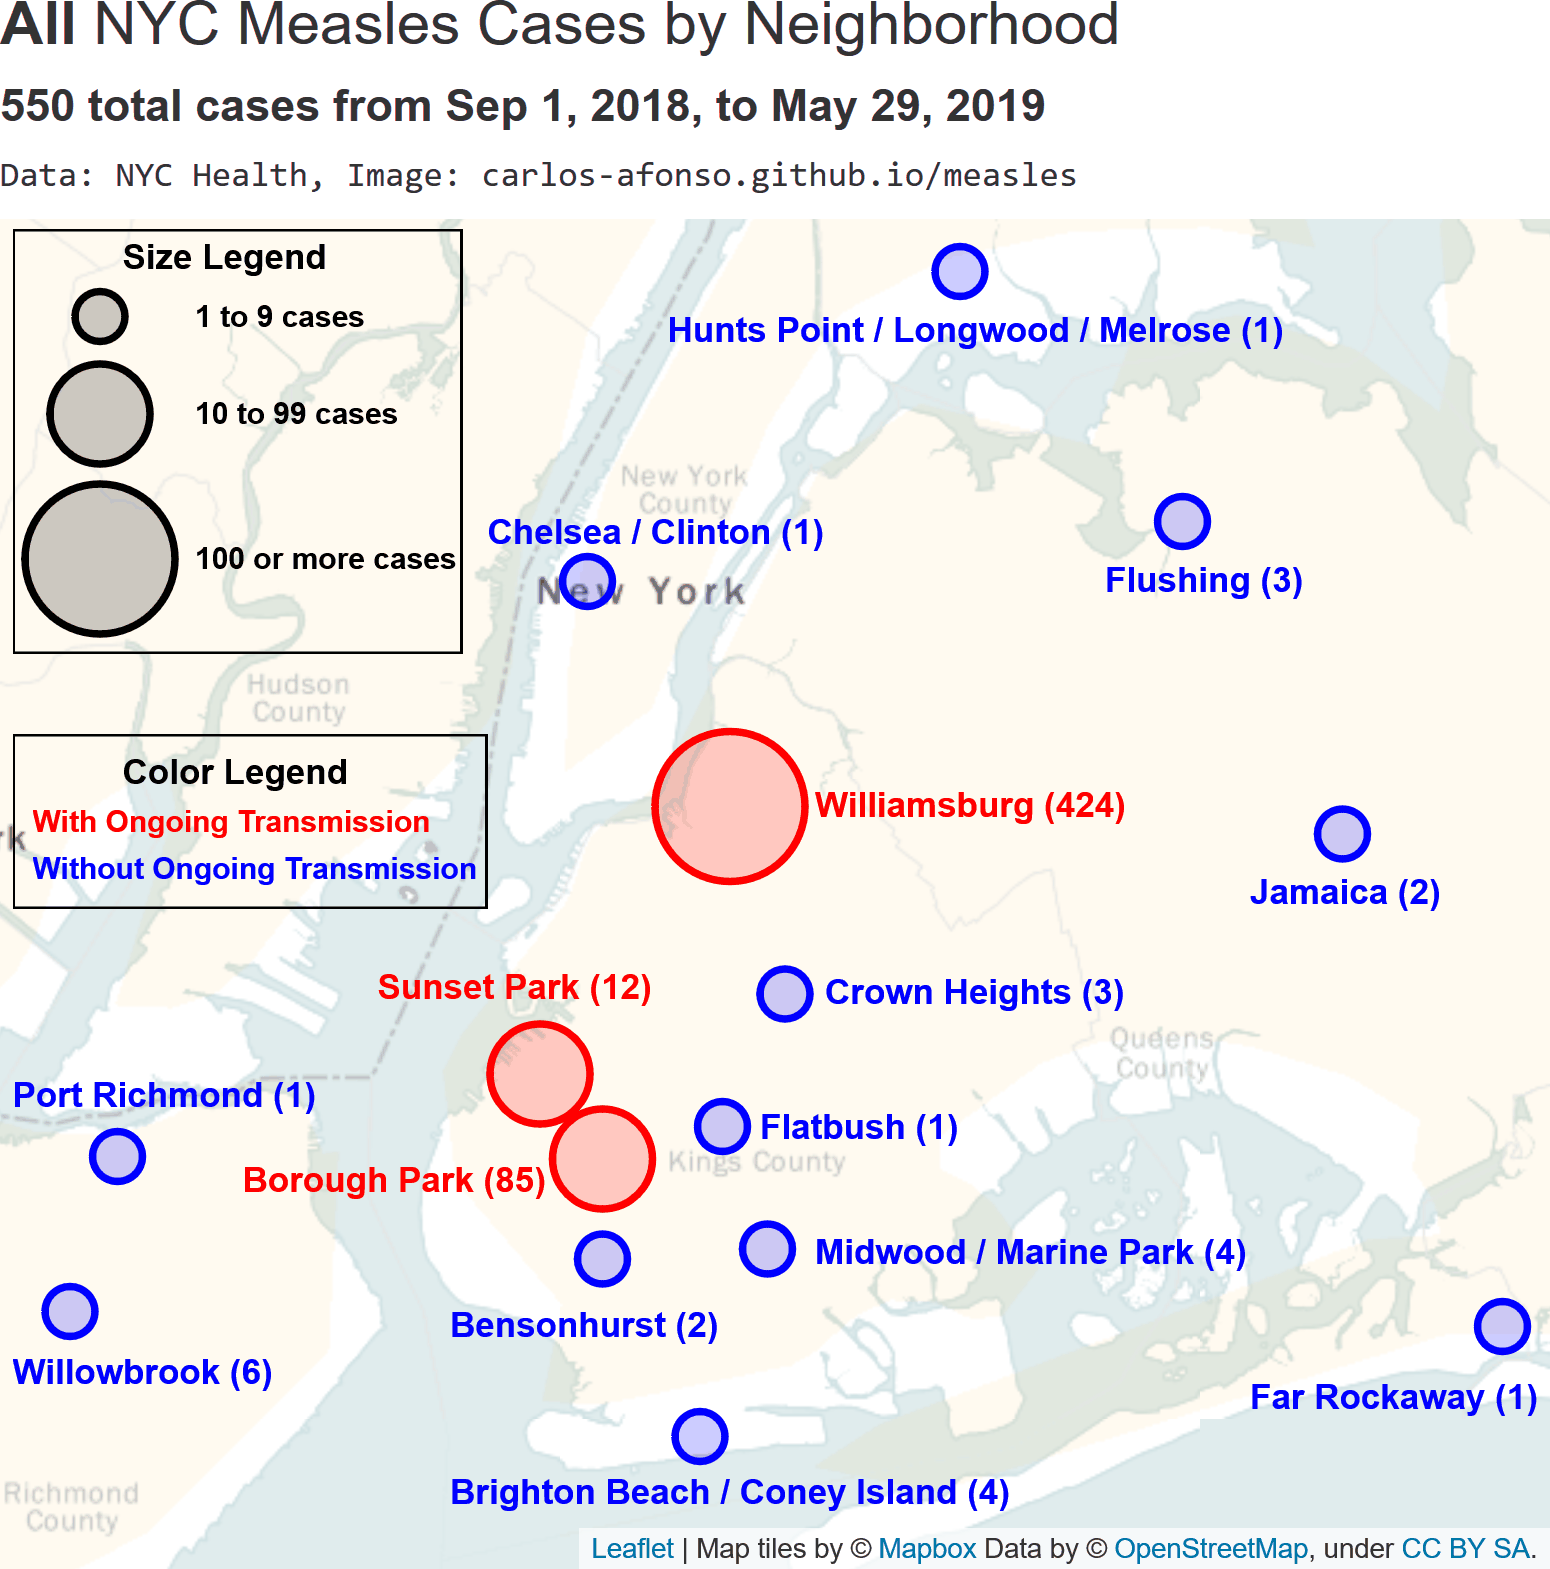 All NYC Measles Cases by Neighborhood
550 total cases from Sep 1, 2018, to May 29, 2019
Data: NYC Health, Image: carlos-afonso.github.io/measles
Size Legend
1 to 9 cases
10 to 99 cases
100 or more cases
Hunts Point / Longwood / Melrose (1)
New York
County
Chelsea / Clinton (1)
New York
Flushing (3)
Hudson
County
Color Legend
With Ongoing Transmission
Without Ongoing Transmission
rk
Williamsburg (424)
Jamaica (2)
Sunset Park (12)
Crown Heights (3)
Queens
County
Port Richmond (1)
Flatbush (1)
Kings County
Borough Park (85)
Midwood / Marine Park (4)
Bensonhurst (2)
Willowbrook (6)
Far Rockaway (1)
Brighton Beach / Coney Island (4)
Richmond
County
Leaflet | Map tiles by © Mapbox Data by © OpenStreetMap, under CC BY SA.